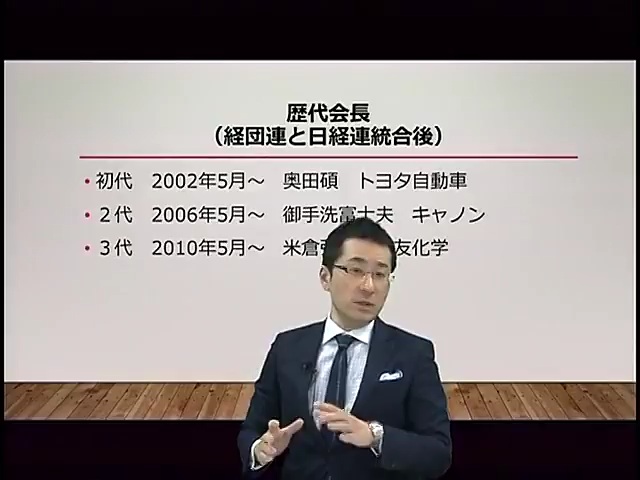 歴代会長
（経団連と日経連統合後）
・初代　2002年5月～　奥田碩　トヨタ自動車
・２代　2006年5月～　御手洗富士夫　キャノン
・３代　2010年5月～　米倉　友化学